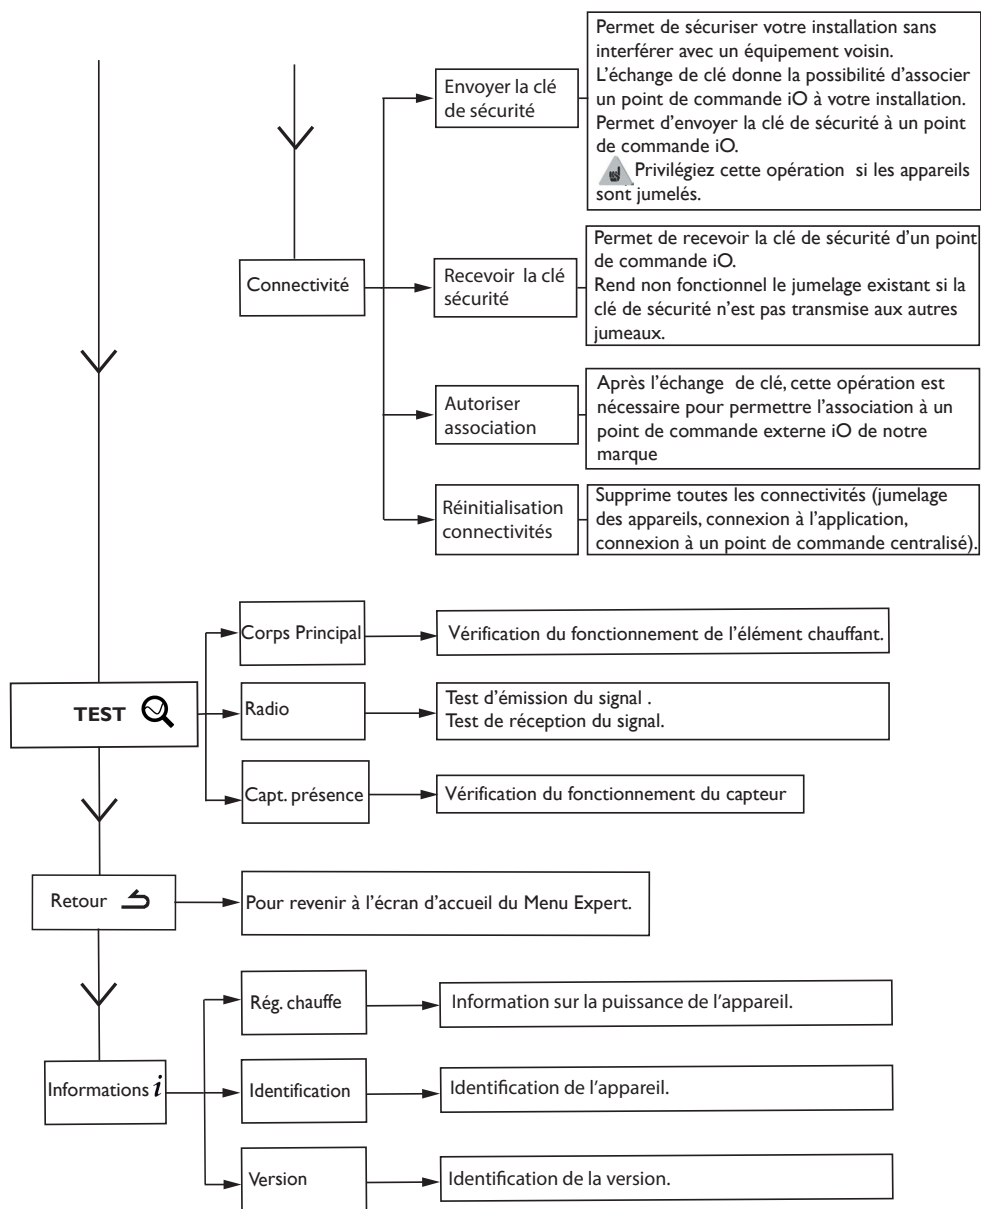 Permet de sécuriser votre installation sans
interférer avec un équipement voisin.
L'échange de clé donne la possibilité d'associer
un point de commande iO à votre installation.
Permet d'envoyer la clé de sécurité à un point
de commande iO.
Privilégiez cette opération si les appareils
sont jumelés.
Envoyer la clé
de sécurité
Connectivité
Recevoir la clé
sécurité
Permet de recevoir la clé de sécurité d'un point
de commande iO.
Rend non fonctionnel le jumelage existant si la
clé de sécurité n'est pas transmise aux autres
jumeaux.
Autoriser
association
Après l'échange de clé, cette opération est
nécessaire pour permettre l'association à un
point de commande externe iO de notre
marque
Réinitialisation
connectivités
Supprime toutes les connectivités (jumelage
des appareils, connexion à l'application,
connexion à un point de commande centralisé).
Corps Principal
Vérification du fonctionnement de l'élément chauffant.
TEST
Radio
Test d'émission du signal .
Test de réception du signal.
Capt. présence
Vérification du fonctionnement du capteur
Retour
Pour revenir à l'écran d'accueil du Menu Expert.
Rég. chauffe
Information sur la puissance de l'appareil.
Informations i
Identification
Identification de l'appareil.
Version
Identification de la version.